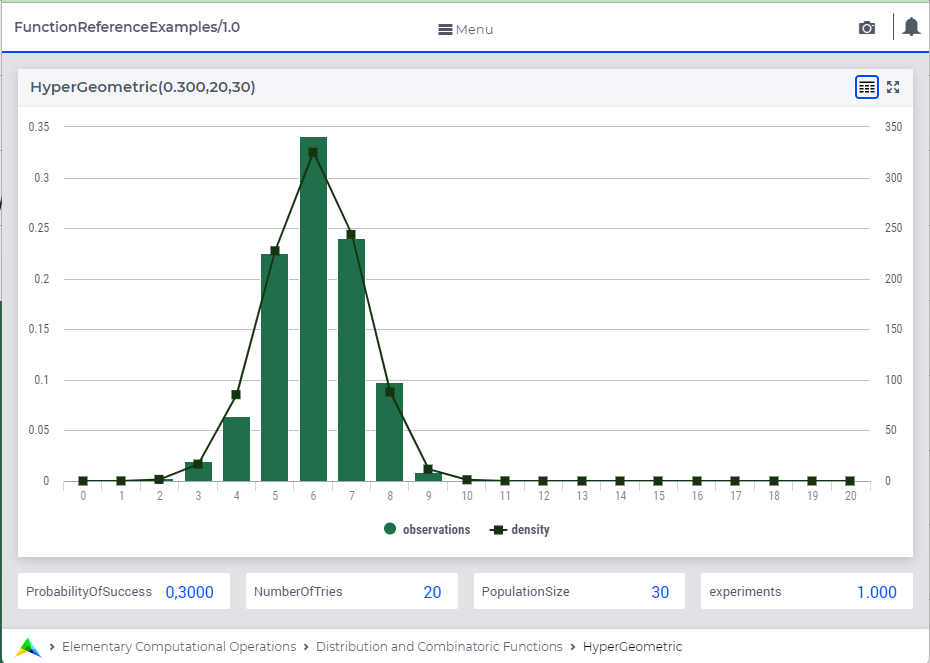 FunctionReferenceExamples/1.0 Menu
HyperGeometric(0.300,20,30)
0.35 350
0.3 300
0.25 250
0.2 200
0.15 150
0.1 100
0.05 50
0 0
0 1 2 3 4 5 6 7 8 9 10 11 12 13 14 15 16 17 18 19 20
observations density
ProbabilityOfSuccess 0,3000 NumberOfTries 20 PopulationSize 30 experiments 1.000
> Elementary Computational Operations > Distribution and Combinatoric Functions > HyperGeometric